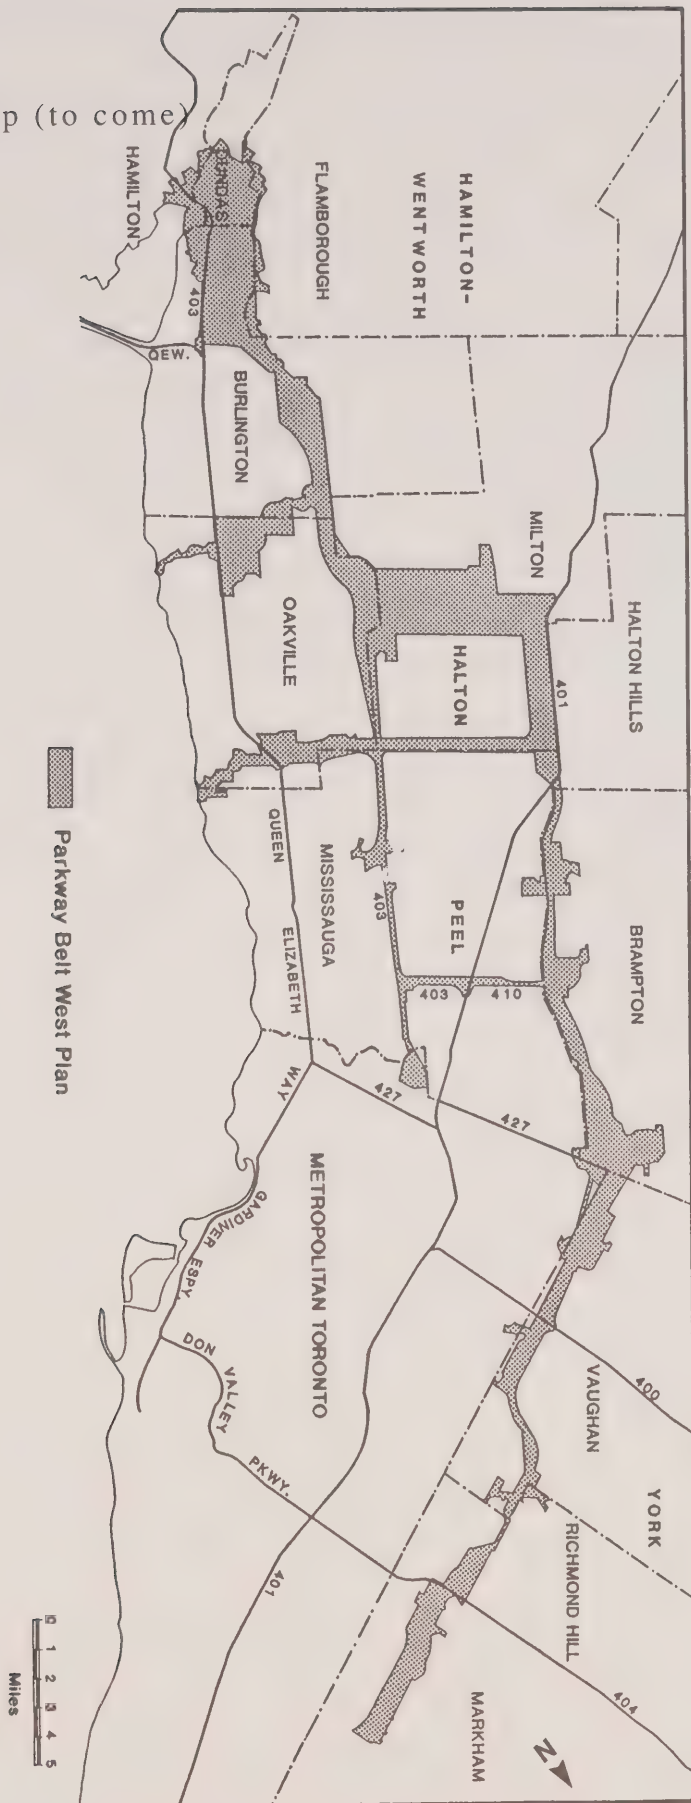 p (to come)
HAMILTON-
WENTWORTH
FLAMBOROUGH
DUNDAS
HAMILTON
403
QEW.
BURLINGTON
MILTON
HALTON HILLS
OAKVILLE
HALTON
401
QUEEN
ELIZABETH
WAY
MISSISSAUGA
403
PEEL
403
410
BRAMPTON
427
427
METROPOLITAN TORONTO
GARDINER
ESPY.
DON
VALLEY
PKWY.
401
400
VAUGHAN
YORK
RICHMOND HILL
404
MARKHAM
N
Parkway Belt West Plan
1 2 3 4 5
Miles